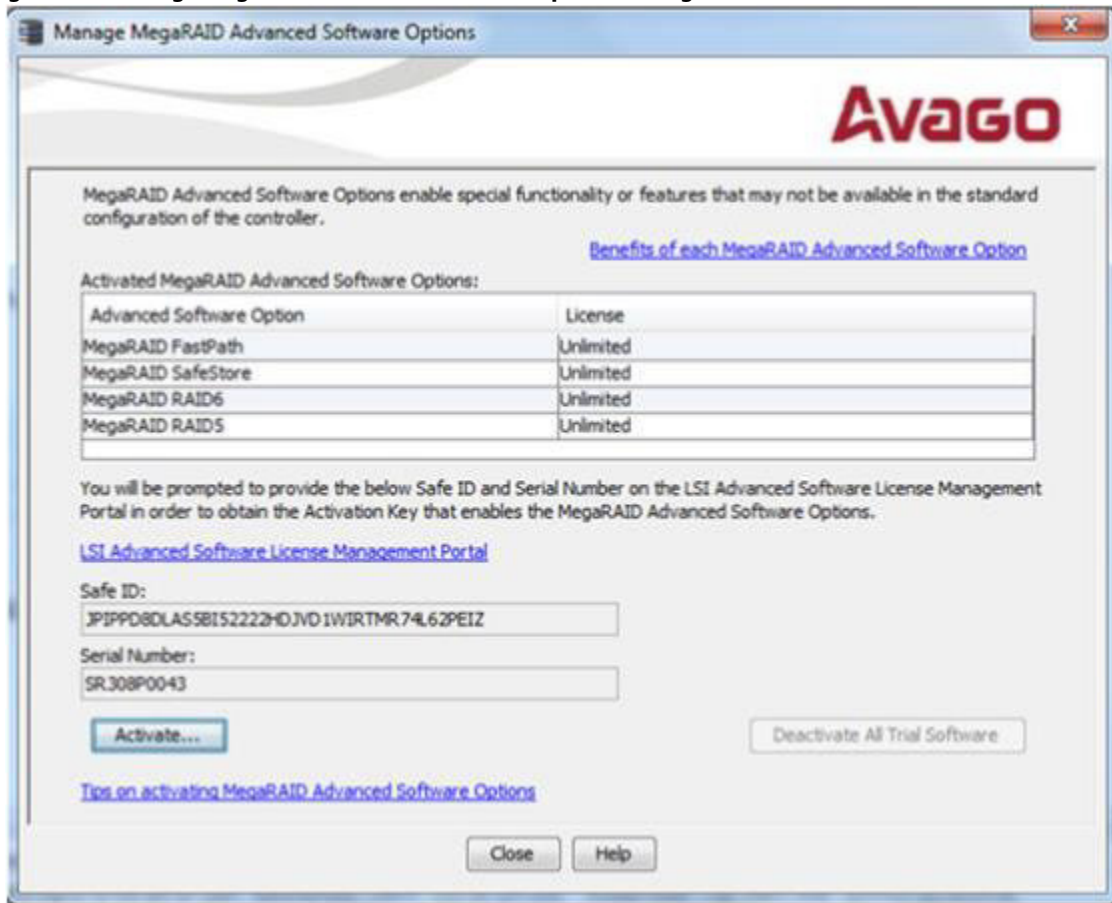 Manage MegaRAID Advanced Software Options
AVAGO
MegaRAID Advanced Software Options enable special functionality or features that may not be available in the standard
configuration of the controller.
Benefits of each MegaRAID Advanced Software Option
Activated MegaRAID Advanced Software Options:
Advanced Software Option License
MegaRAID FastPath Unlimited
MegaRAID SafeStore Unlimited
MegaRAID RAID6 Unlimited
MegaRAID RAID5 Unlimited
You will be prompted to provide the below Safe ID and Serial Number on the LSI Advanced Software License Management
Portal in order to obtain the Activation Key that enables the MegaRAID Advanced Software Options.
LSI Advanced Software License Management Portal
Safe ID:
JPIPPD8DLAS5BI52222HDJVD1WIRTMR74L62PEIZ
Serial Number:
SR308P0043
Activate...
Deactivate All Trial Software
Tips on activating MegaRAID Advanced Software Options
Close
Help